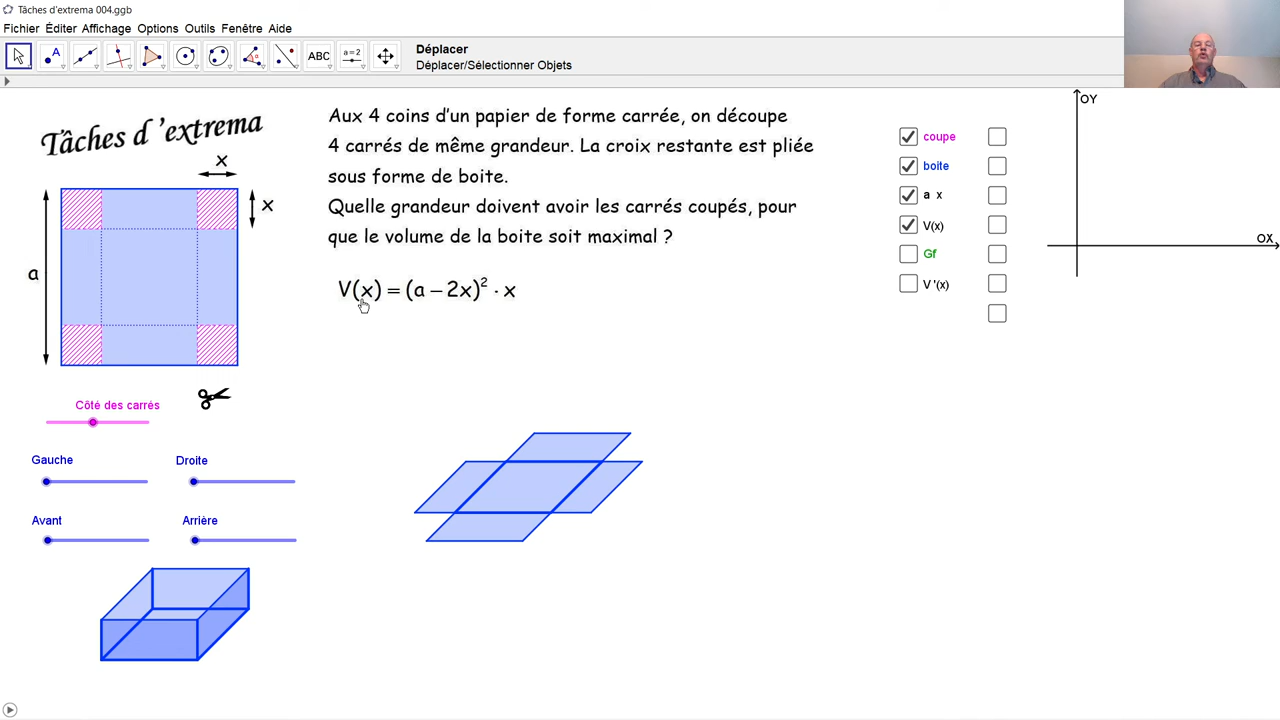 Tâches d'extrema 004.ggb
Fichier Éditer Affichage Options Outils Fenêtre Aide
A
ABC
a=2
Déplacer
Déplacer/Sélectionner Objets
Tâches d'extrema
x
x
a
Aux 4 coins d'un papier de forme carrée, on découpe
4 carrés de même grandeur. La croix restante est pliée
sous forme de boite.
Quelle grandeur doivent avoir les carrés coupés, pour
que le volume de la boite soit maximal ?
V(x) = (a – 2x)² · x
OY
OX
coupe
boite
a x
V(x)
Gf
V'(x)
Côté des carrés
Gauche
Droite
Avant
Arrière